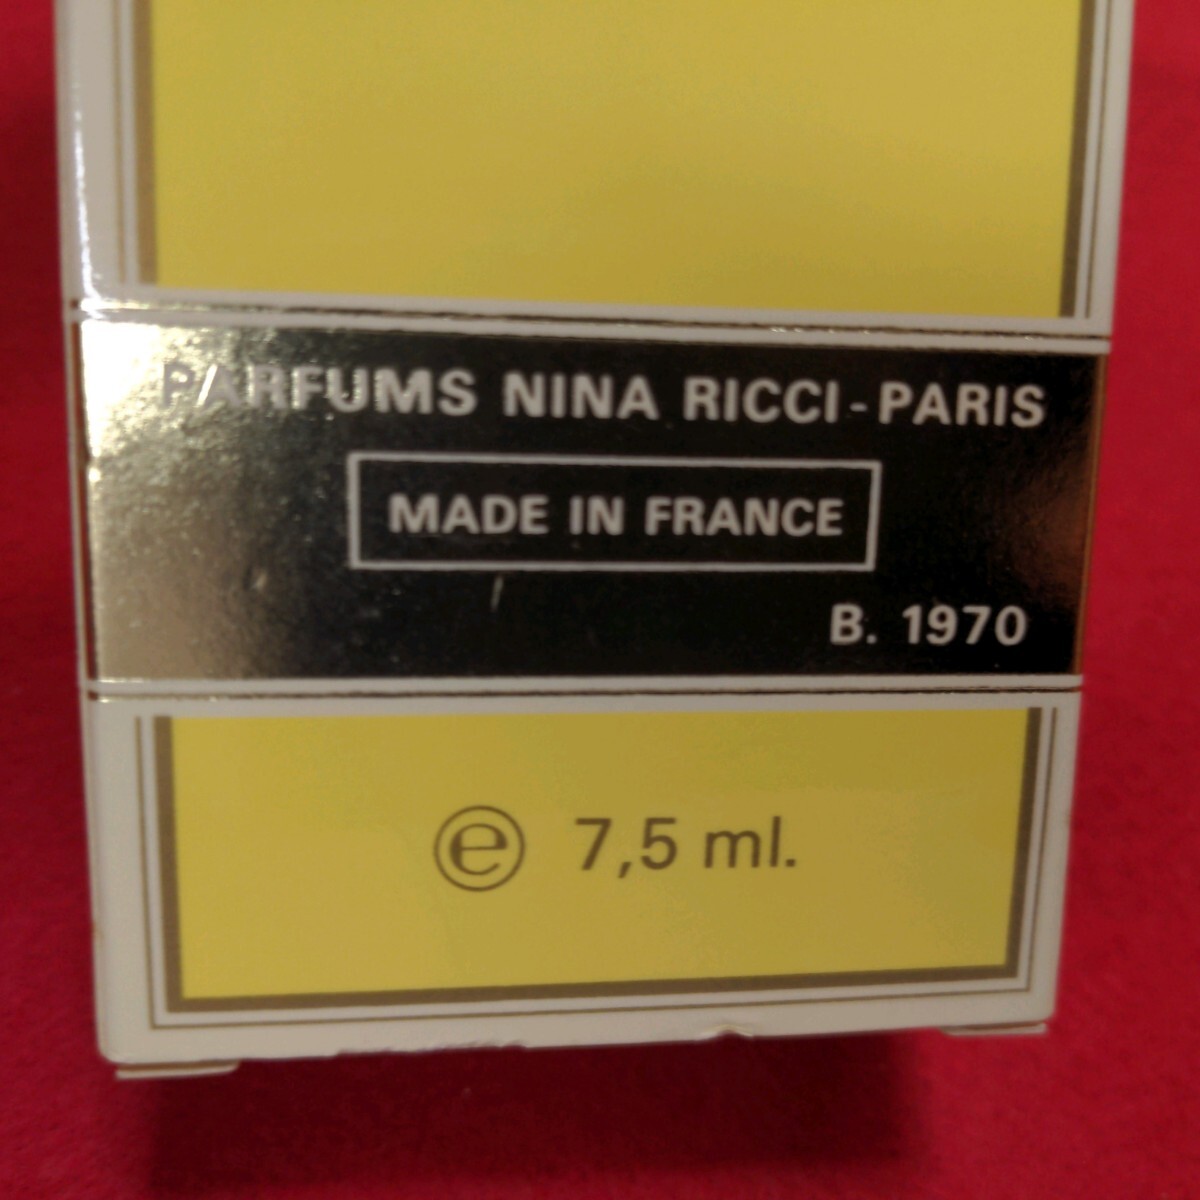 PARFUMS NINA RICCI - PARIS
MADE IN FRANCE
B. 1970
e 7,5 ml.